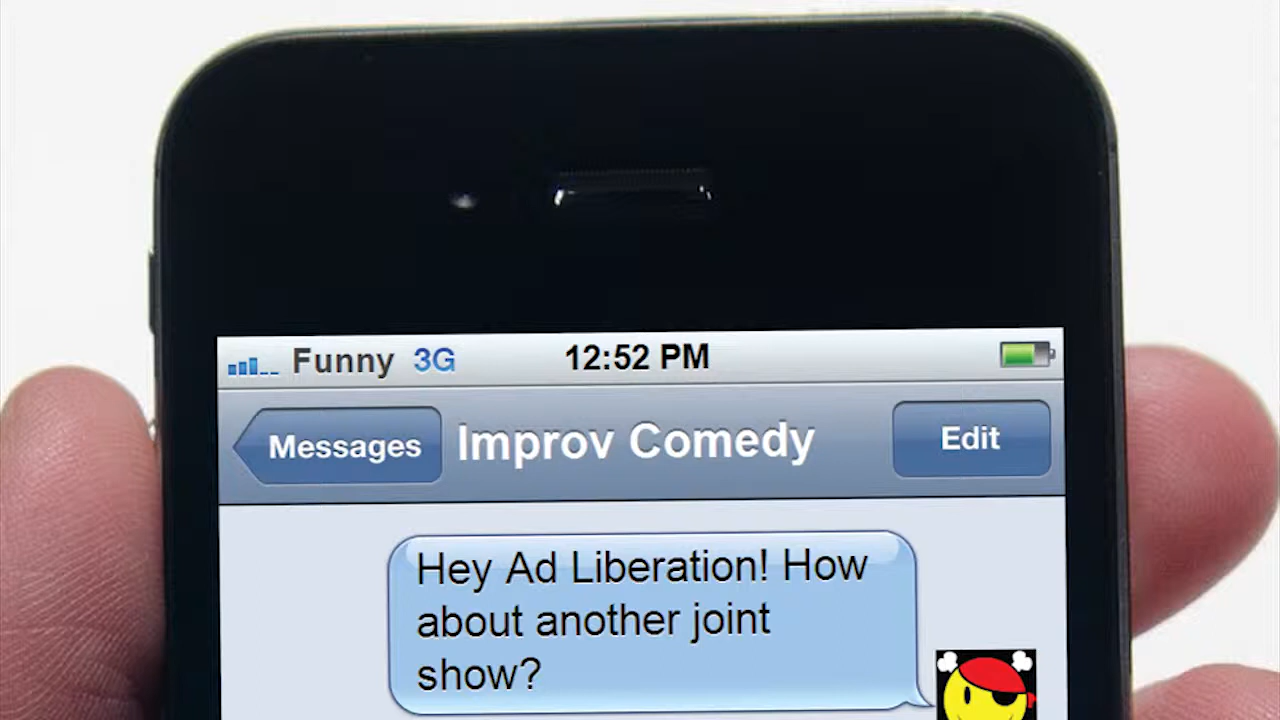 Funny 3G 12:52 PM
Messages Improv Comedy Edit
Hey Ad Liberation! How
about another joint
show?